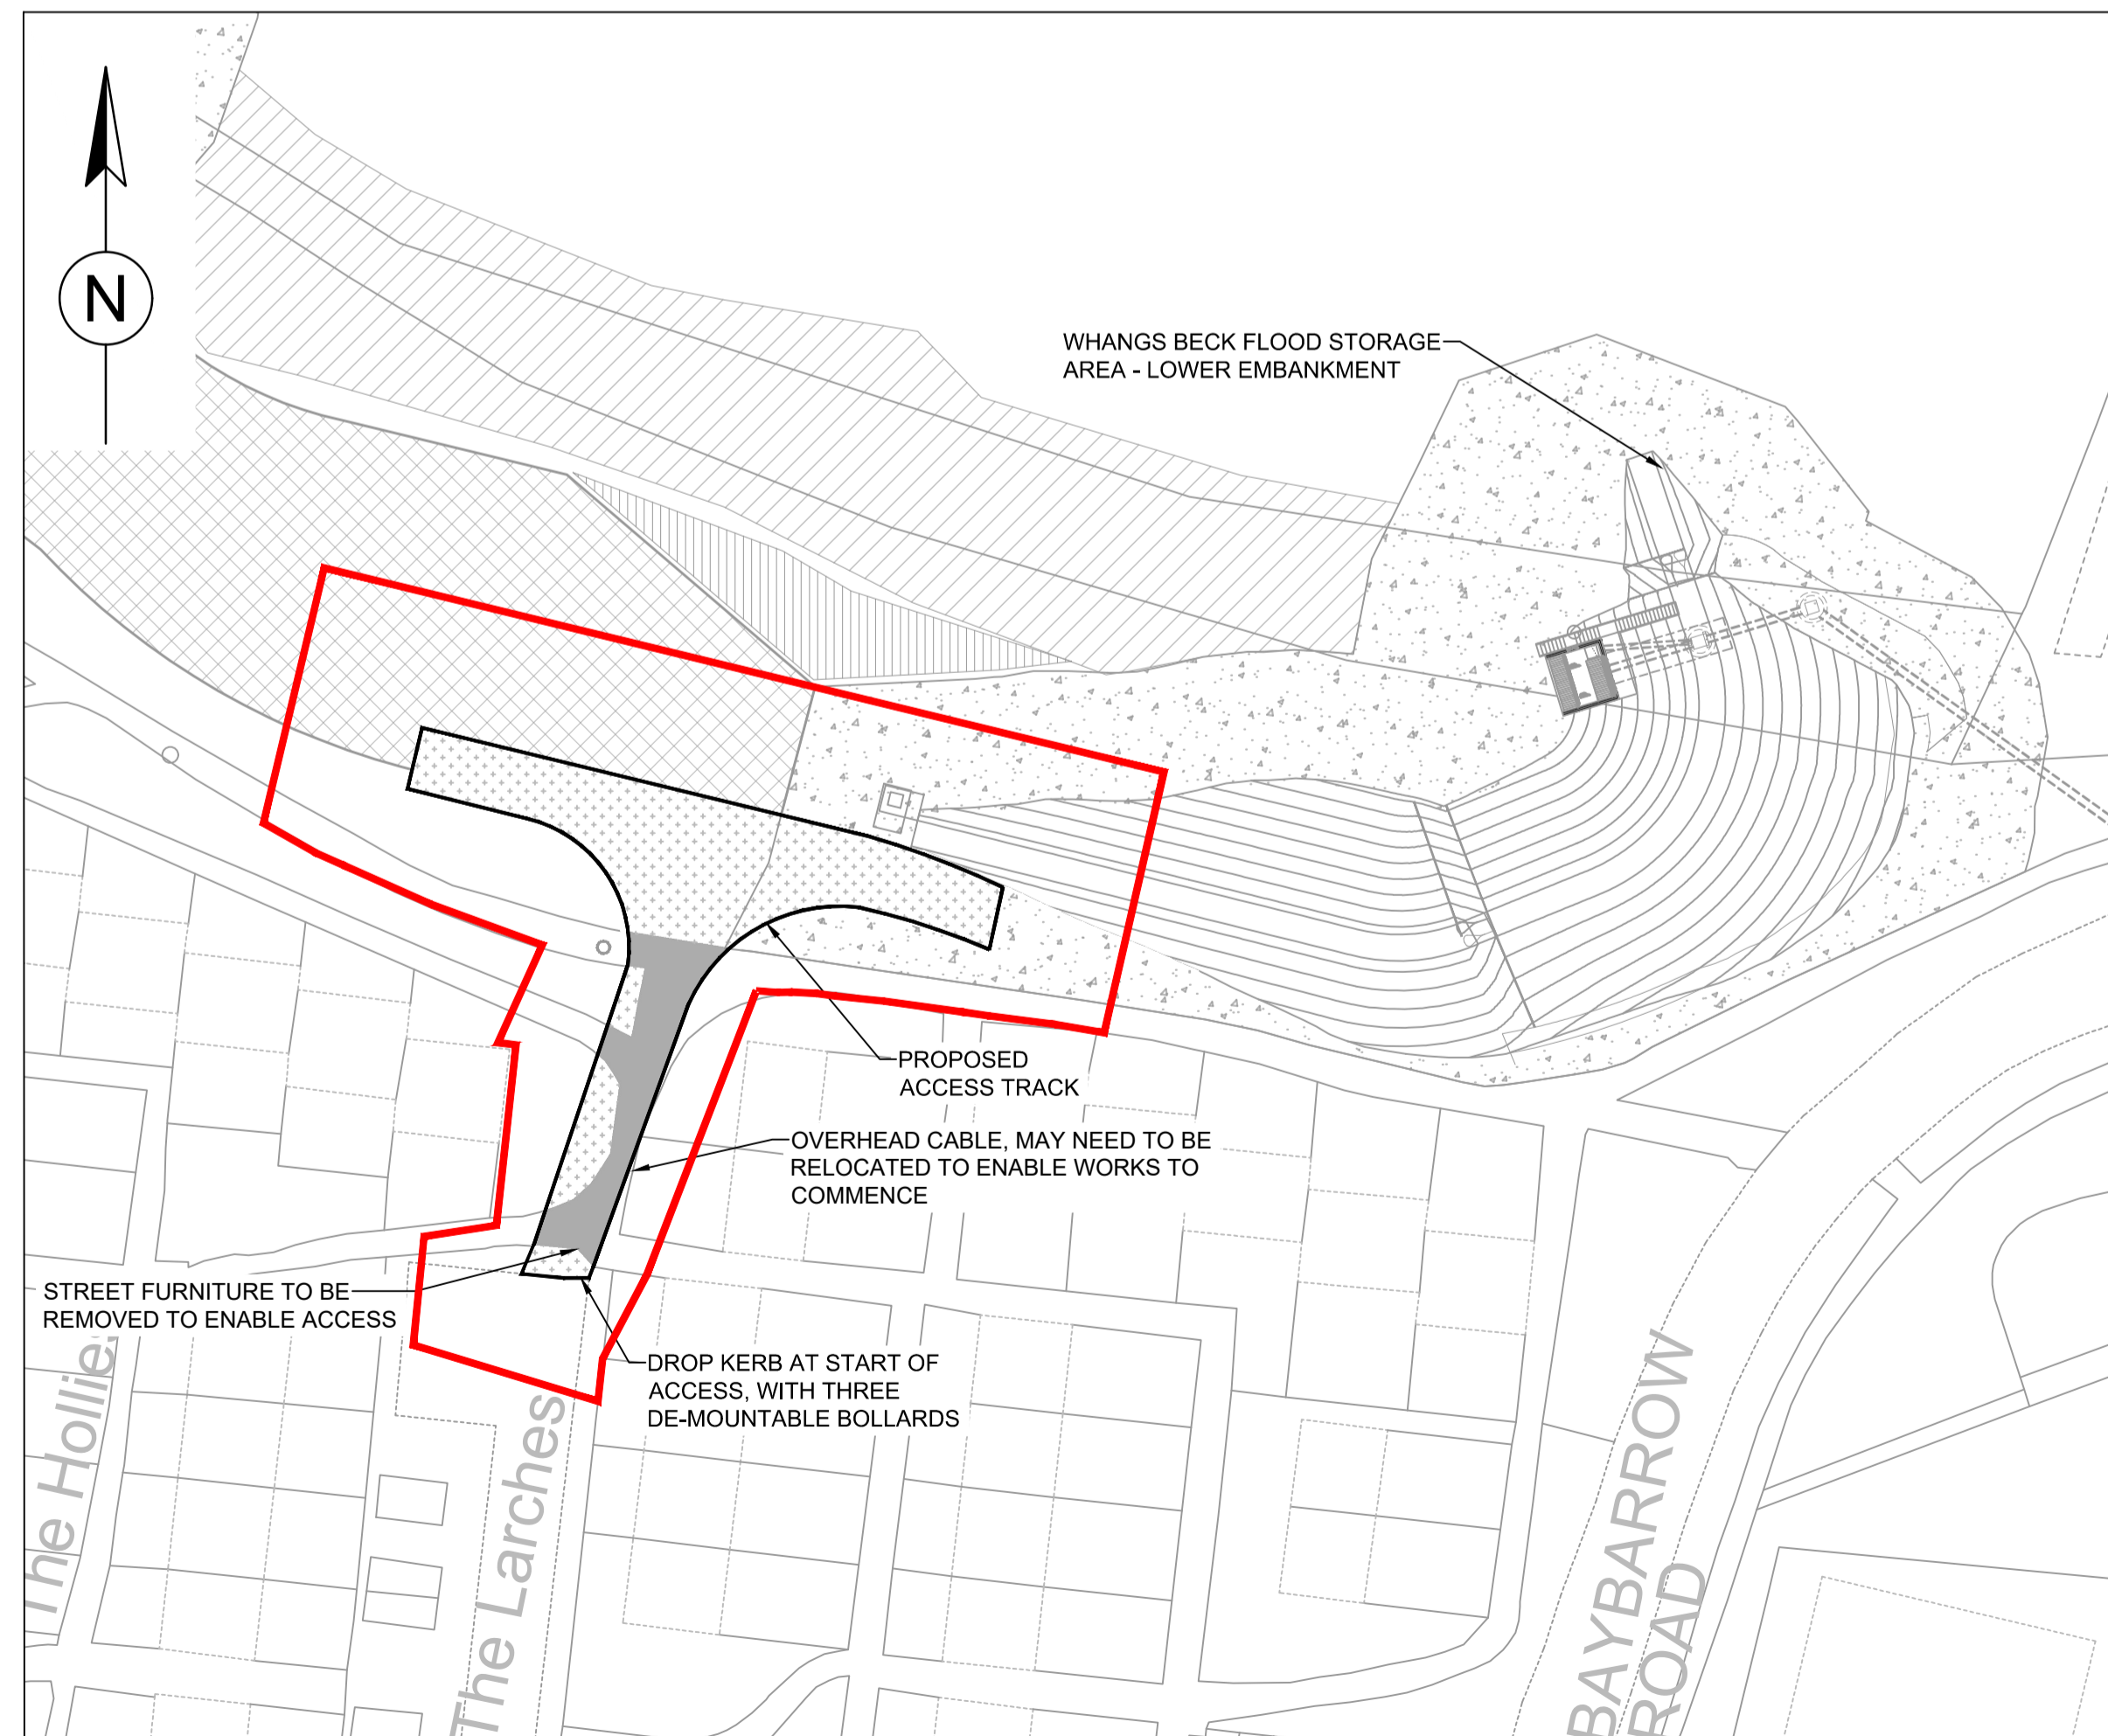 N
WHANGS BECK FLOOD STORAGE
AREA - LOWER EMBANKMENT
PROPOSED
ACCESS TRACK
OVERHEAD CABLE, MAY NEED TO BE
RELOCATED TO ENABLE WORKS TO
COMMENCE
STREET FURNITURE TO BE
REMOVED TO ENABLE ACCESS
DROP KERB AT START OF
ACCESS, WITH THREE
DE-MOUNTABLE BOLLARDS
The Hollies
The Larches
BAYBARROW
ROAD